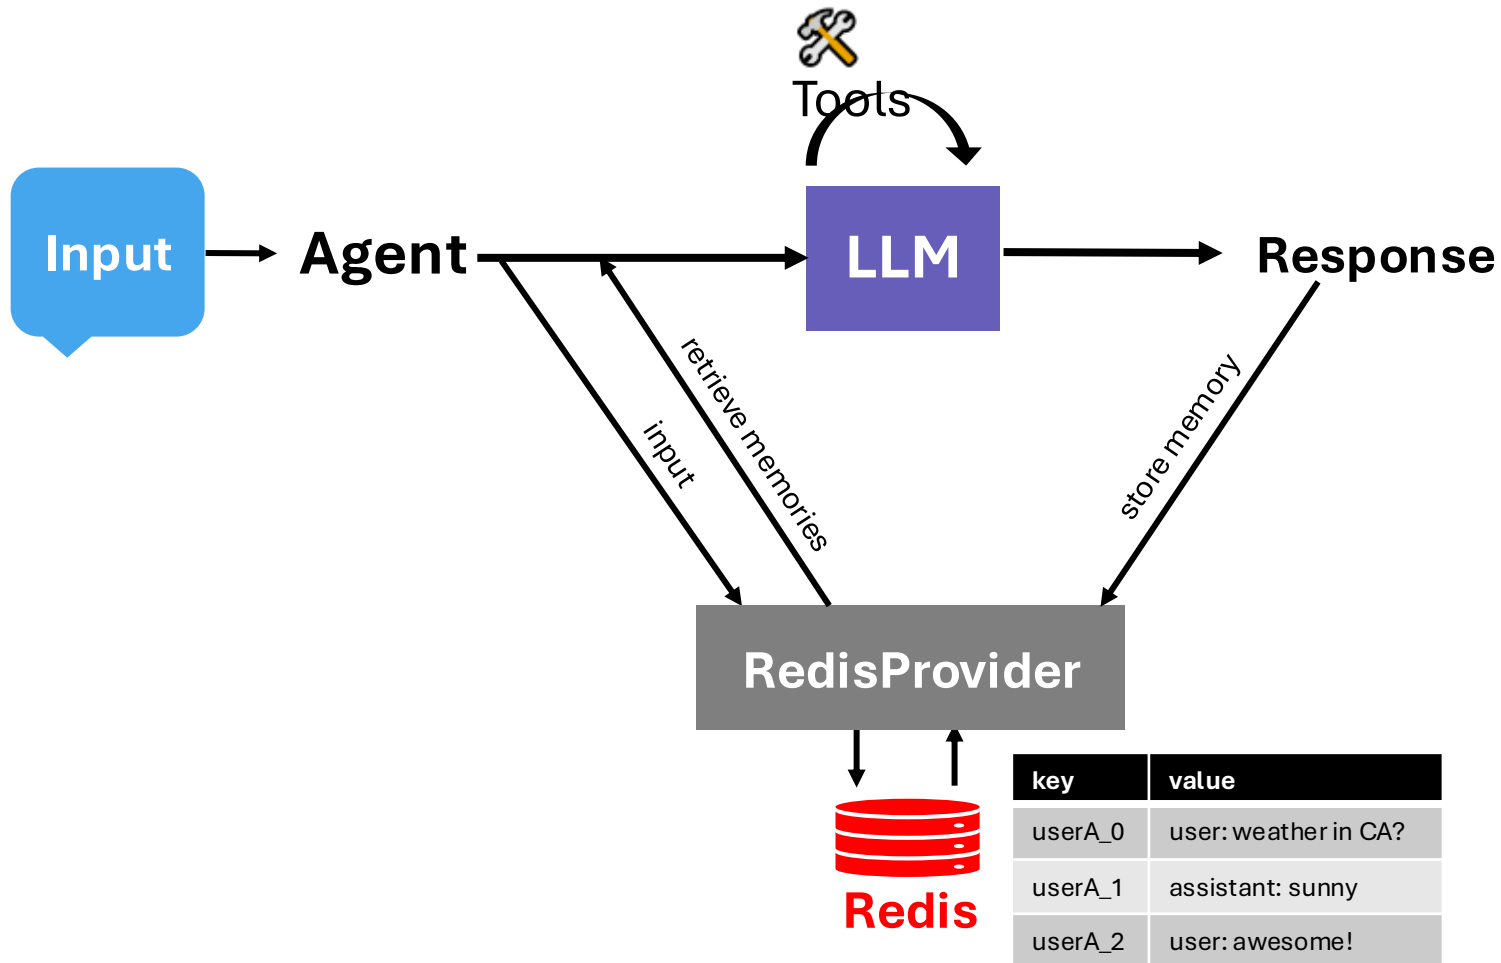 Tools
Input
Agent
LLM
Response
input
retrieve memories
store memory
RedisProvider
Redis
key value
userA_0 user: weather in CA?
userA_1 assistant: sunny
userA_2 user: awesome!